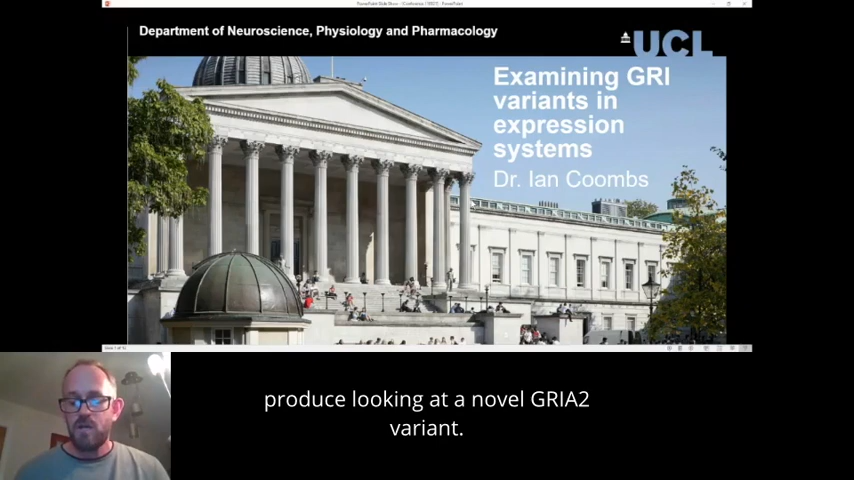 Department of Neuroscience, Physiology and Pharmacology
UCL
Examining GRI
variants in
expression
systems
Dr. Ian Coombs
produce looking at a novel GRIA2
variant.